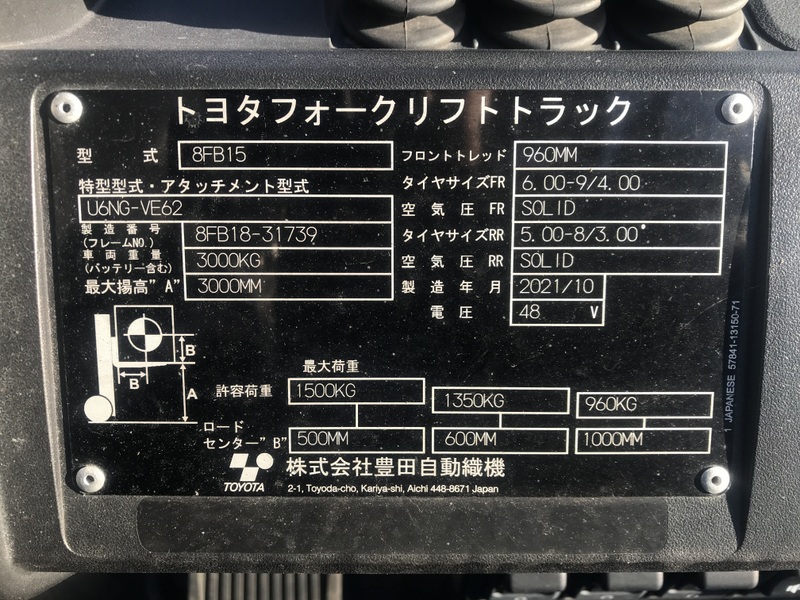 トヨタフォークリフトトラック
型式 8FB15
特型型式・アタッチメント型式
U6NG-VE62
製造番号
(フレームNO.) 8FB18-31739
車両重量
(バッテリー含む) 3000KG
最大揚高"A" 3000MM
フロントトレッド 960MM
タイヤサイズFR 6.00-9/4.00
空気圧FR SOLID
タイヤサイズRR 5.00-8/3.00
空気圧RR SOLID
製造年月 2021/10
電圧 48 V
B
B
A
最大荷重
許容荷重 1500KG 1350KG 960KG
ロード
センター"B" 500MM 600MM 1000MM
TOYOTA
株式会社豊田自動織機
2-1, Toyoda-cho, Kariya-shi, Aichi 448-8671 Japan
JAPANESE 57841-13150-71